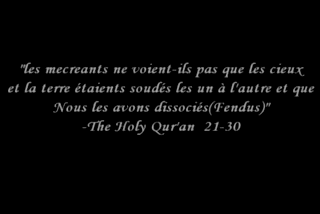 "les mecreants ne voient-ils pas que les cieux
et la terre étaient soudés les un à l'autre et que
Nous les avons dissociés(Fendus)"
-The Holy Qur'an 21-30